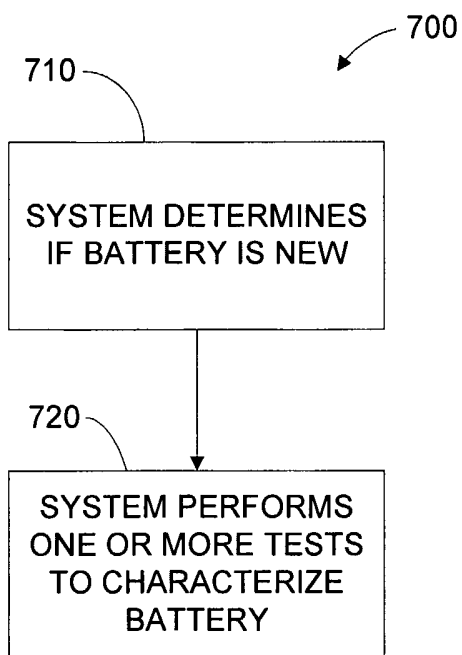 700
710
SYSTEM DETERMINES
IF BATTERY IS NEW
720
SYSTEM PERFORMS
ONE OR MORE TESTS
TO CHARACTERIZE
BATTERY